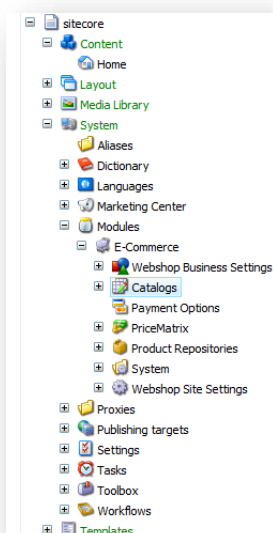 sitecore
Content
Home
Layout
Media Library
System
Aliases
Dictionary
Languages
Marketing Center
Modules
E-Commerce
Webshop Business Settings
Catalogs
Payment Options
PriceMatrix
Product Repositories
System
Webshop Site Settings
Proxies
Publishing targets
Settings
Tasks
Toolbox
Workflows
Templates